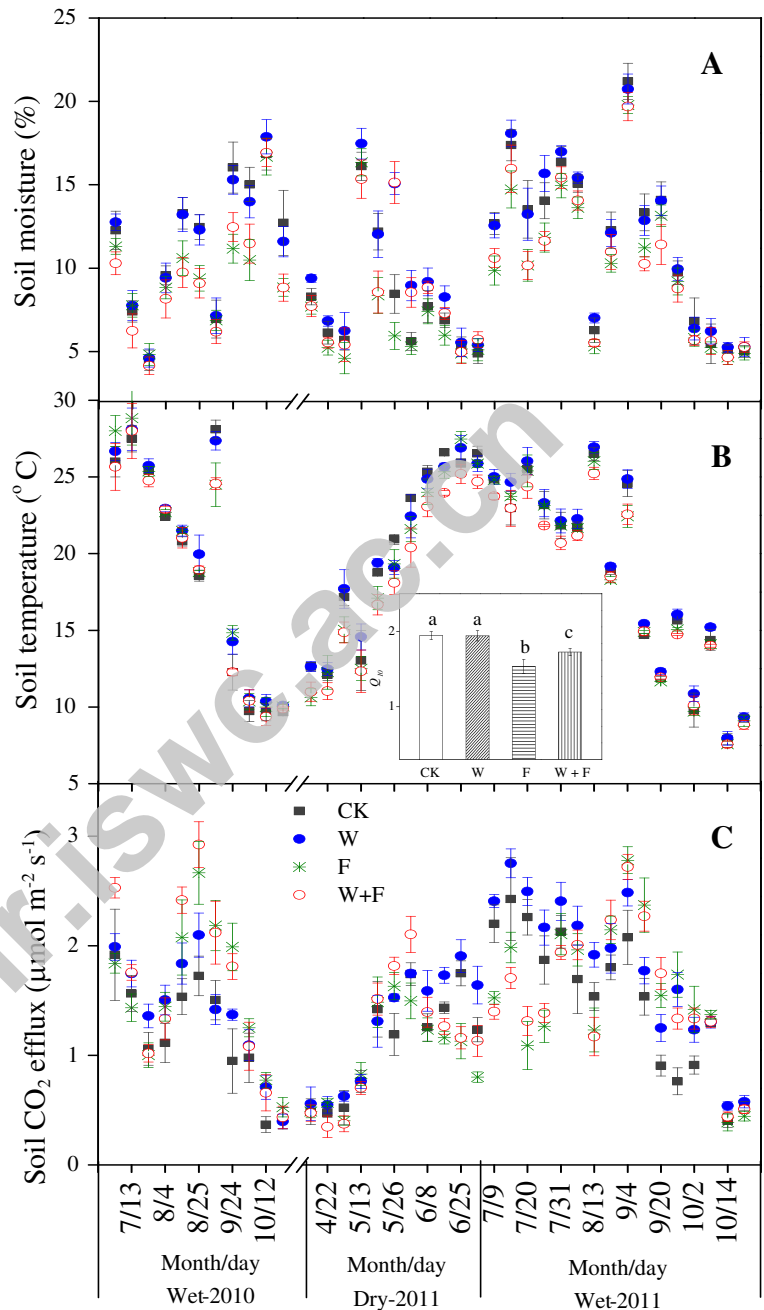 A
Soil moisture (%)
25
20
15
10
5
B
Soil temperature (°C)
30
25
20
15
10
5
Q10
2
1
a a b c
CK W F W + F
C
Soil CO2 efflux (μmol m-2 s-1)
3
2
1
0
CK
W
F
W+F
7/13 8/4 8/25 9/24 10/12 4/22 5/13 5/26 6/8 6/25 7/9 7/20 7/31 8/13 9/4 9/20 10/2 10/14
Month/day Month/day Month/day
Wet-2010 Dry-2011 Wet-2011
ir.iswc.ac.cn